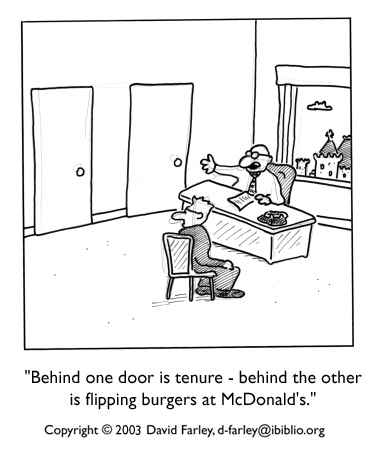 "Behind one door is tenure - behind the other
is flipping burgers at McDonald's."
Copyright © 2003 David Farley, d-farley@ibiblio.org